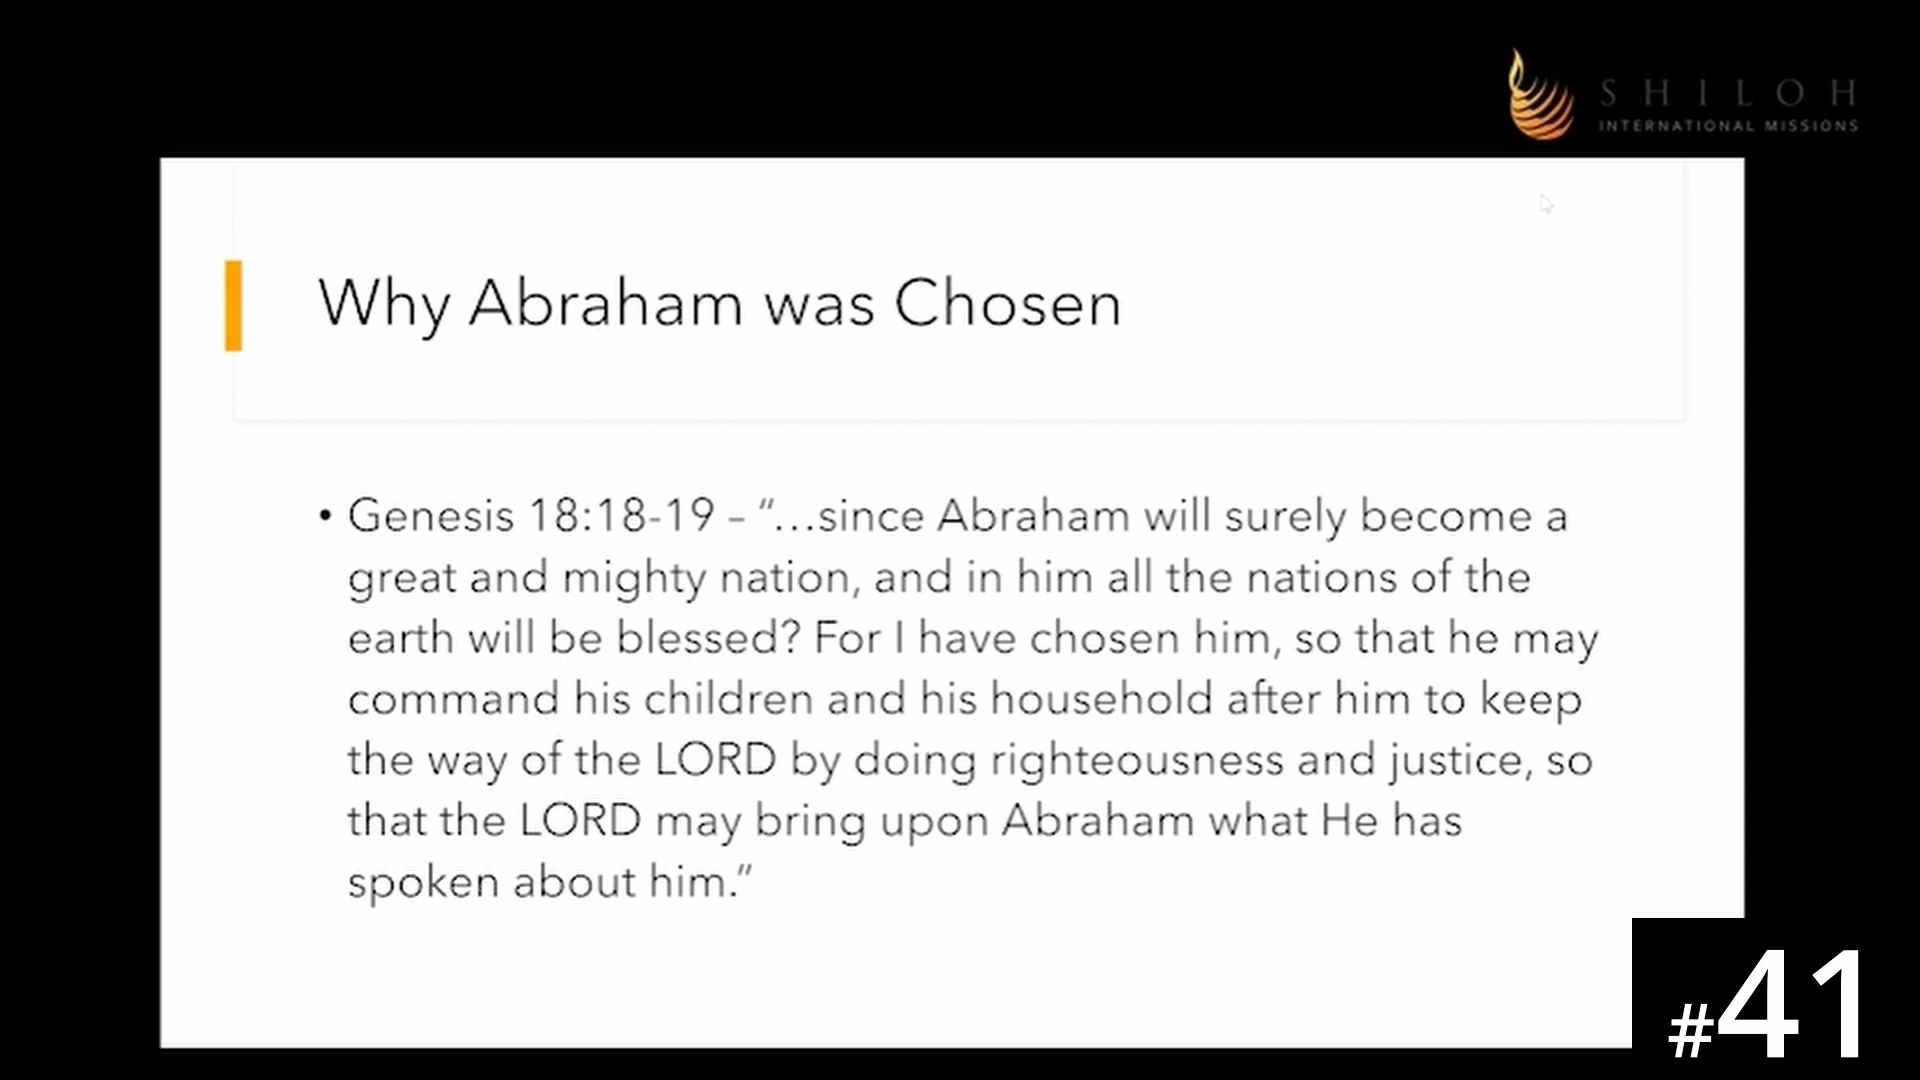 SHILOH
INTERNATIONAL MISSIONS
Why Abraham was Chosen
• Genesis 18:18-19 – “…since Abraham will surely become a
great and mighty nation, and in him all the nations of the
earth will be blessed? For I have chosen him, so that he may
command his children and his household after him to keep
the way of the LORD by doing righteousness and justice, so
that the LORD may bring upon Abraham what He has
spoken about him.”
#41